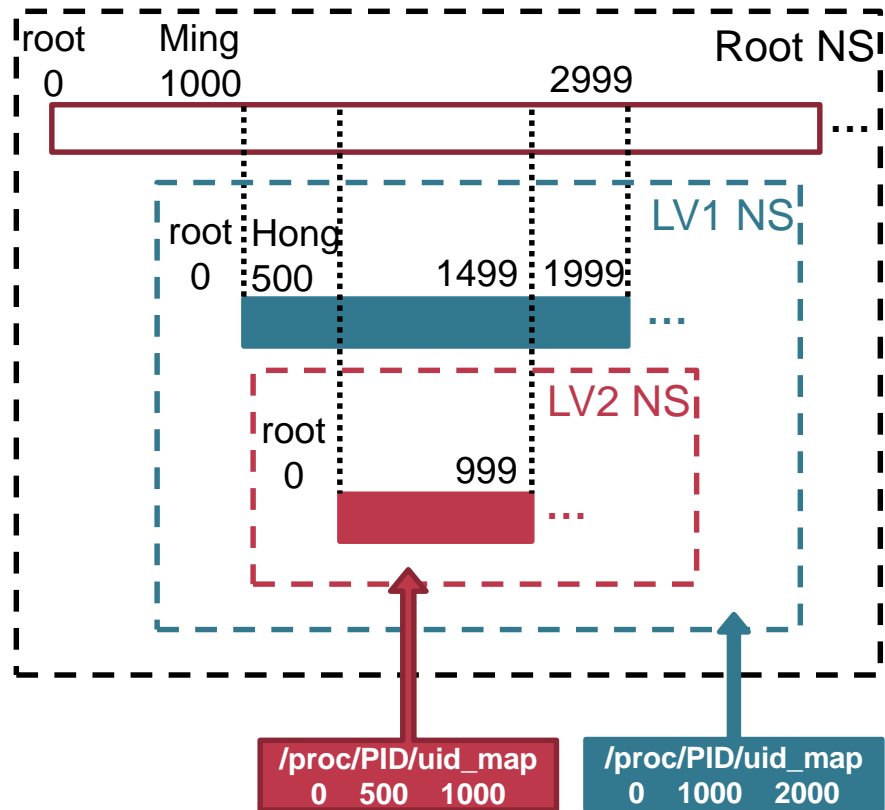 root Ming Root NS
0 1000 2999
...
LV1 NS
root Hong
0 500 1499 1999
...
LV2 NS
root
0 999
...
/proc/PID/uid_map
0 500 1000
/proc/PID/uid_map
0 1000 2000